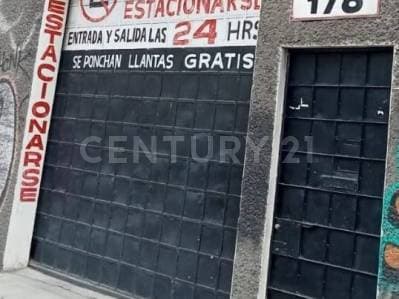 ESTACIONARSE
ENTRADA Y SALIDA LAS 24 HRS
SE PONCHAN LLANTAS GRATIS
ESTACIONARSE
178
CENTURY 21